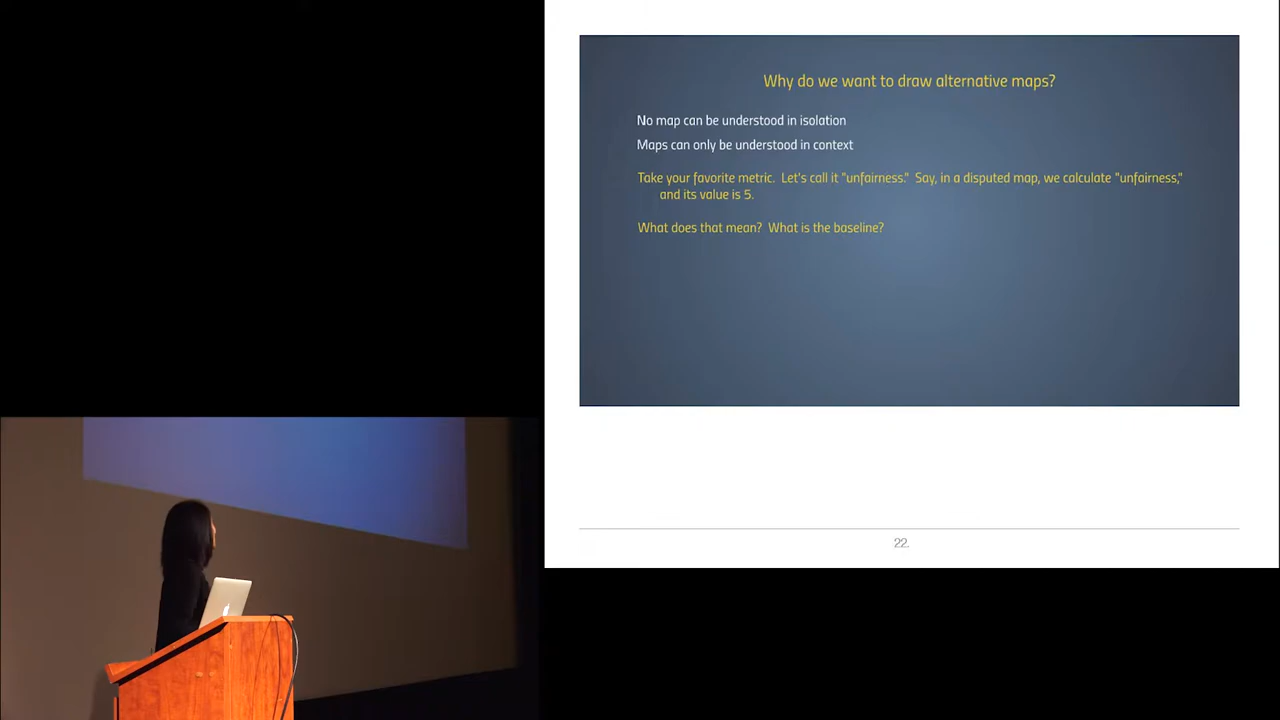 Why do we want to draw alternative maps?
No map can be understood in isolation
Maps can only be understood in context
Take your favorite metric. Let's call it "unfairness." Say, in a disputed map, we calculate "unfairness,"
and its value is 5.
What does that mean? What is the baseline?
22.